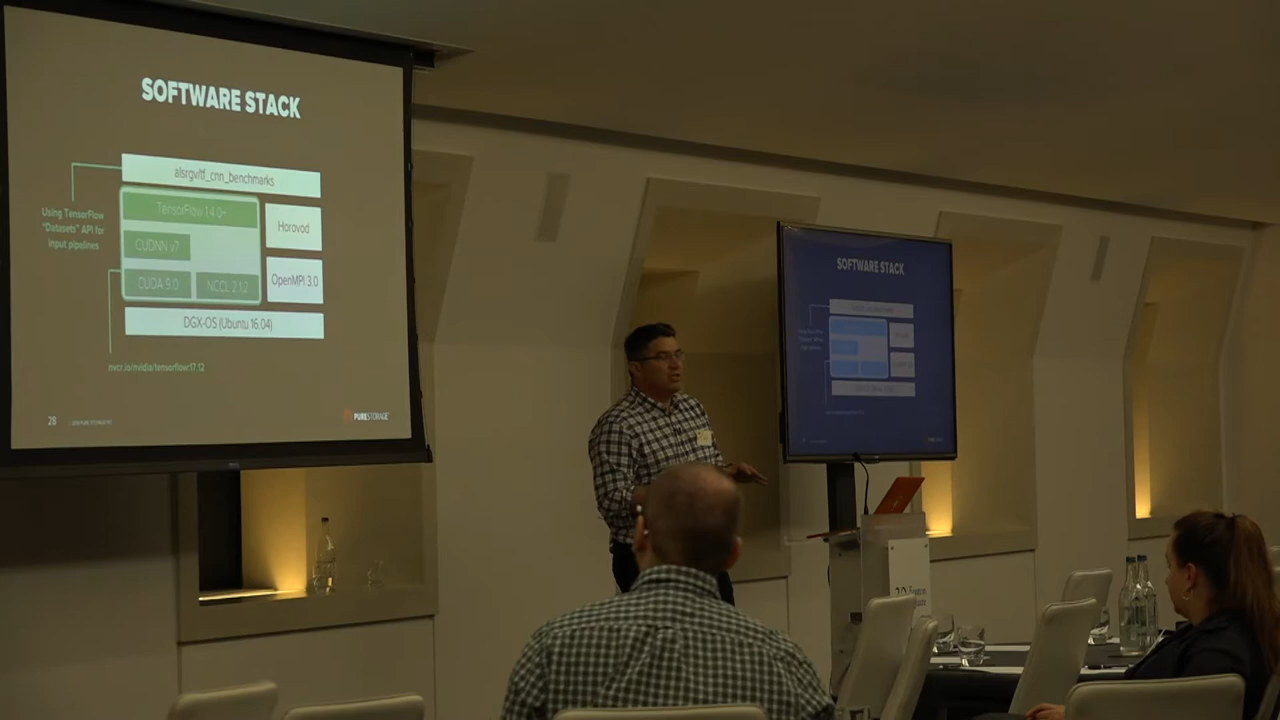 SOFTWARE STACK
alsrgv/tf_cnn_benchmarks
Using TensorFlow
"Datasets" API for
input pipelines
TensorFlow 1.4.0+
CUDNN v7
CUDA 9.0
NCCL 2.1.2
Horovod
OpenMPI 3.0
DGX-OS (Ubuntu 16.04)
nvcr.io/nvidia/tensorflow:17.12
28
PURESTORAGE
SOFTWARE STACK